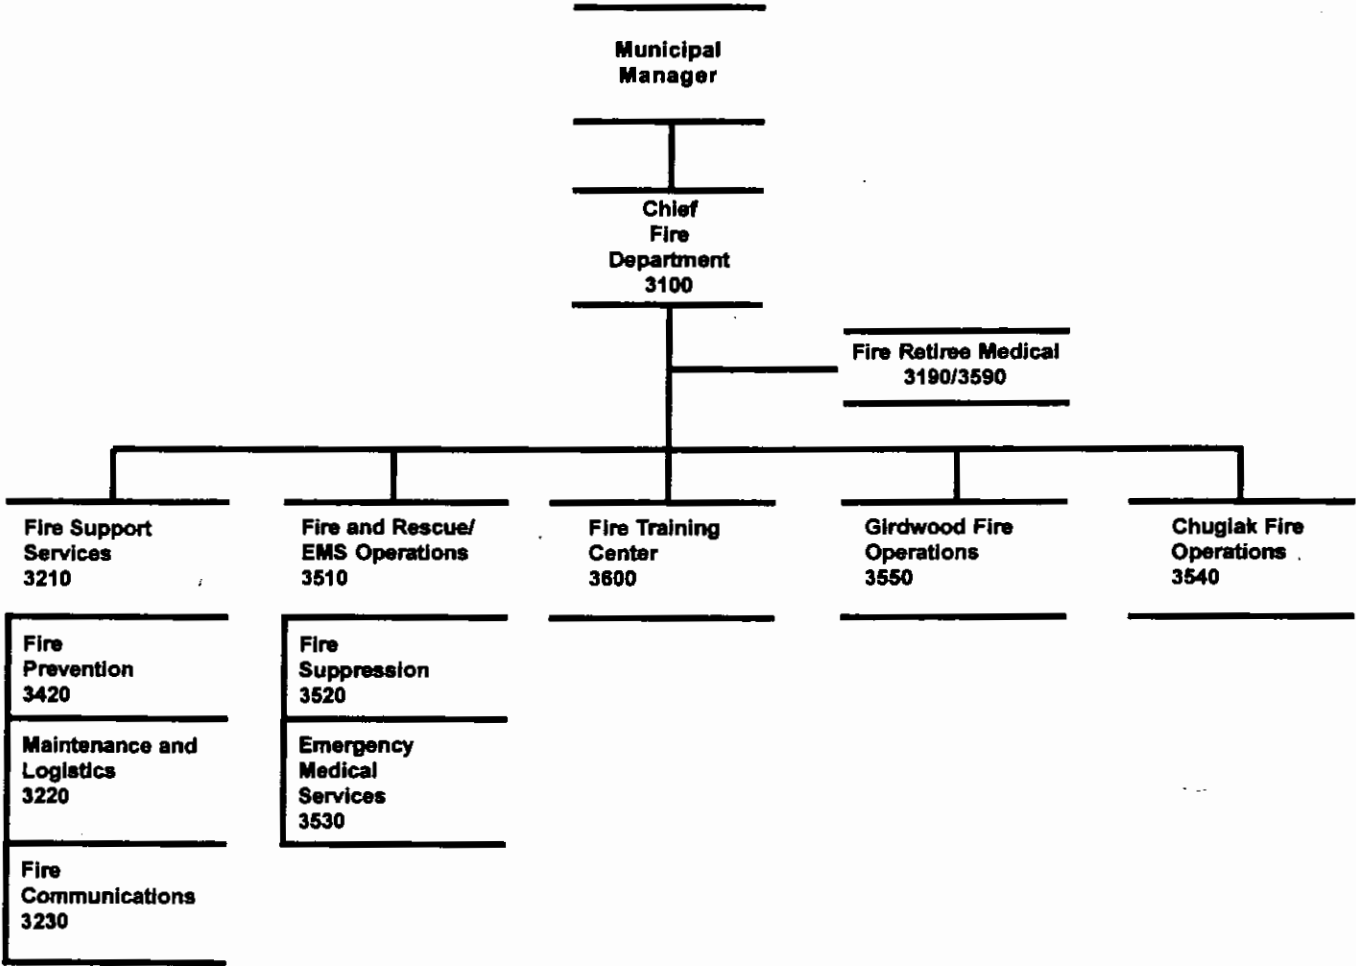 Municipal
Manager
Chief
Fire
Department
3100
Fire Retiree Medical
3190/3590
Fire Support
Services
3210
Fire and Rescue/
EMS Operations
3510
Fire Training
Center
3600
Girdwood Fire
Operations
3550
Chugiak Fire
Operations
3540
Fire
Prevention
3420
Maintenance and
Logistics
3220
Fire
Communications
3230
Fire
Suppression
3520
Emergency
Medical
Services
3530